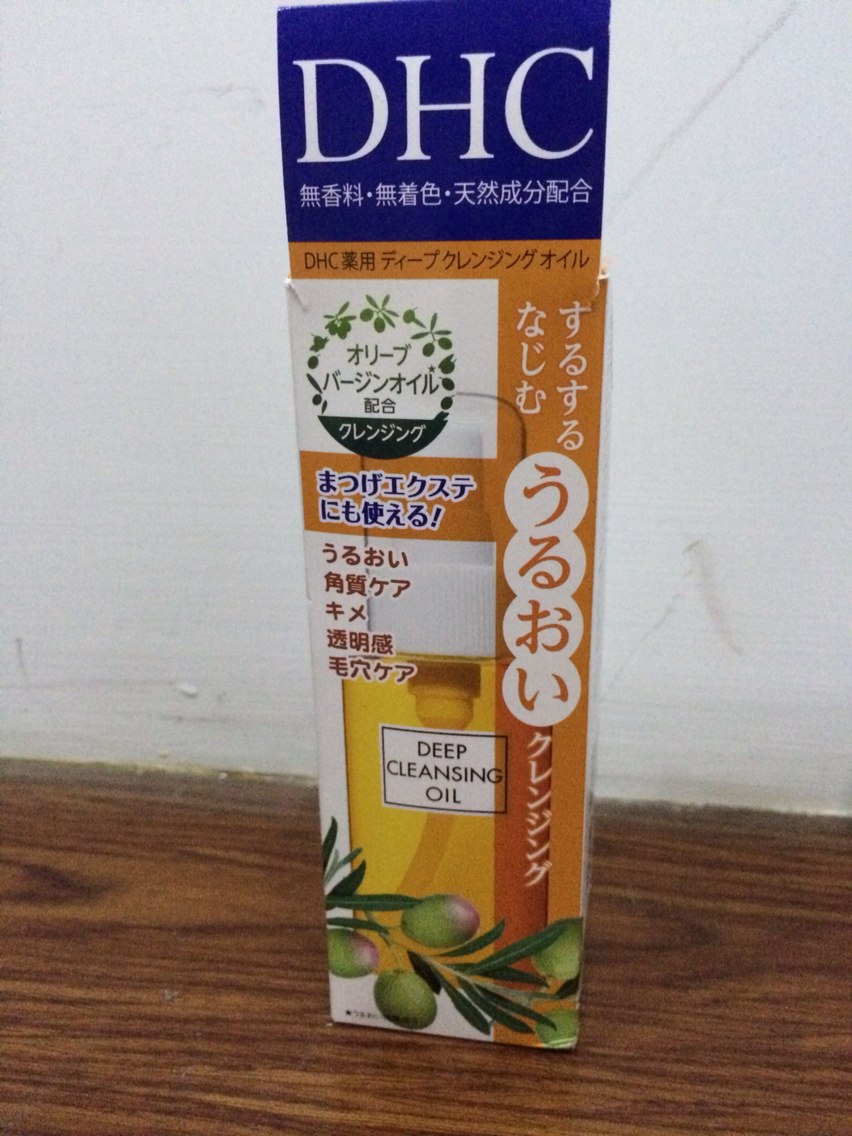 DHC
無香料・無着色・天然成分配合
DHC薬用 ディープクレンジングオイル
オリーブ
バージンオイル★
配合
クレンジング
するする
なじむ
うるおい
クレンジング
まつげエクステ
にも使える!
うるおい
角質ケア
キメ
透明感
毛穴ケア
DEEP
CLEANSING
OIL
★うるおい